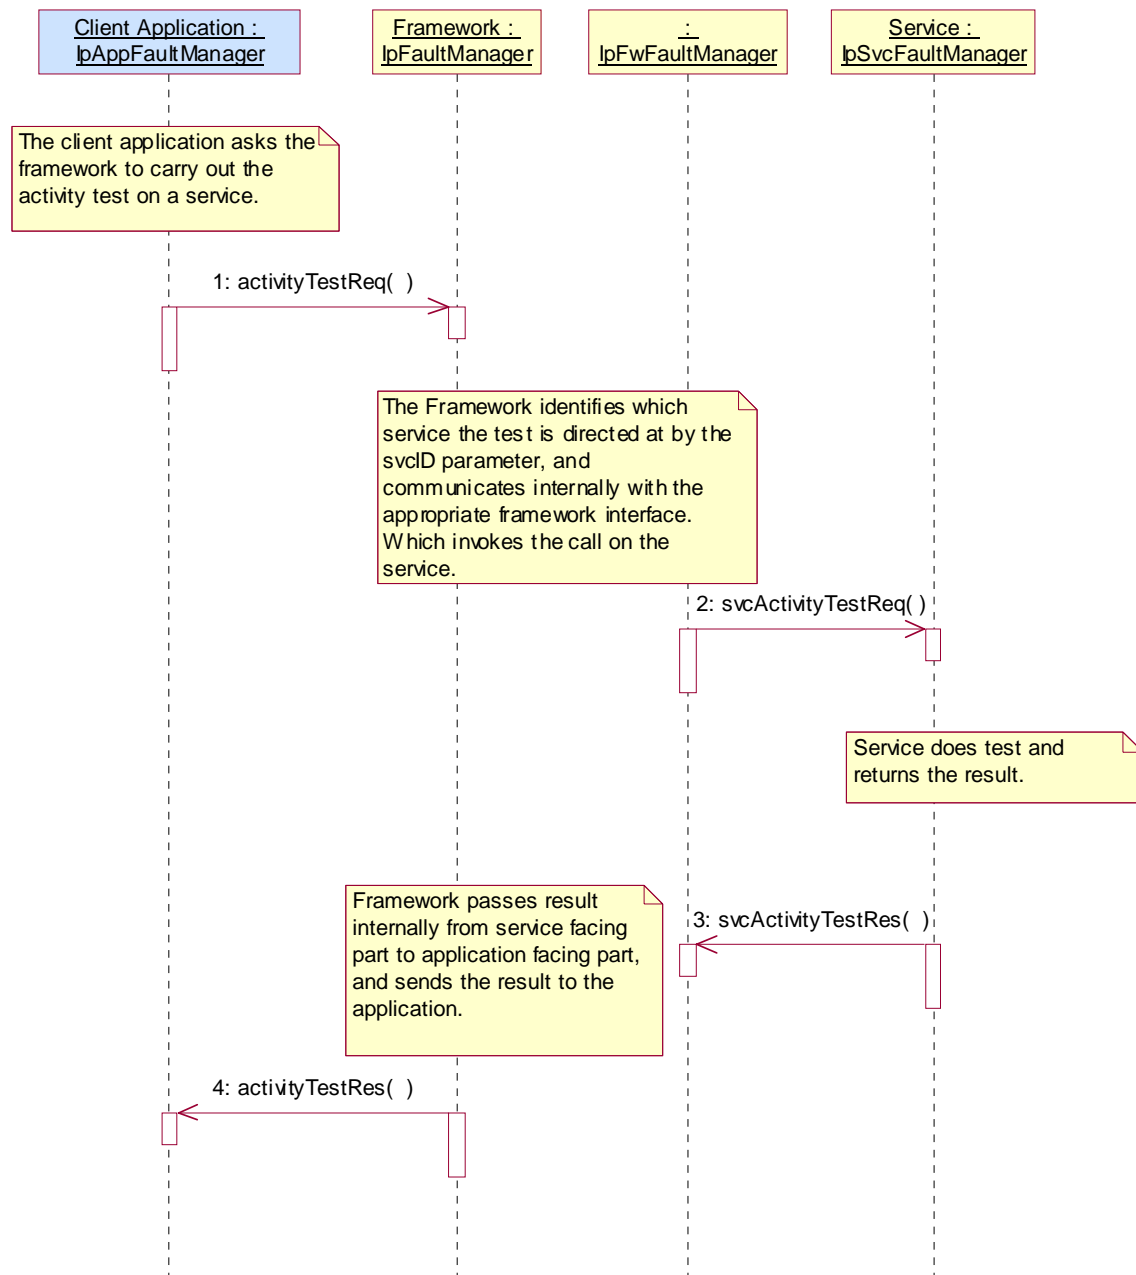 Client Application :
IpAppFaultManager
Framework :
IpFaultManager
:
IpFwFaultManager
Service :
IpSvcFaultManager
The client application asks the
framework to carry out the
activity test on a service.
1: activityTestReq( )
The Framework identifies which
service the test is directed at by the
svcID parameter, and
communicates internally with the
appropriate framework interface.
Which invokes the call on the
service.
2: svcActivityTestReq( )
Service does test and
returns the result.
Framework passes result
internally from service facing
part to application facing part,
and sends the result to the
application.
3: svcActivityTestRes( )
4: activityTestRes( )